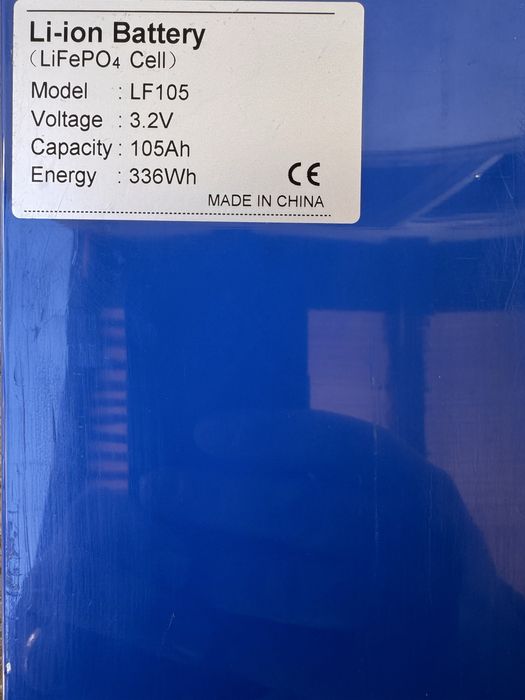 Li-ion Battery
（LiFePO₄ Cell）
Model : LF105
Voltage : 3.2V
Capacity : 105Ah
Energy : 336Wh
CE
MADE IN CHINA